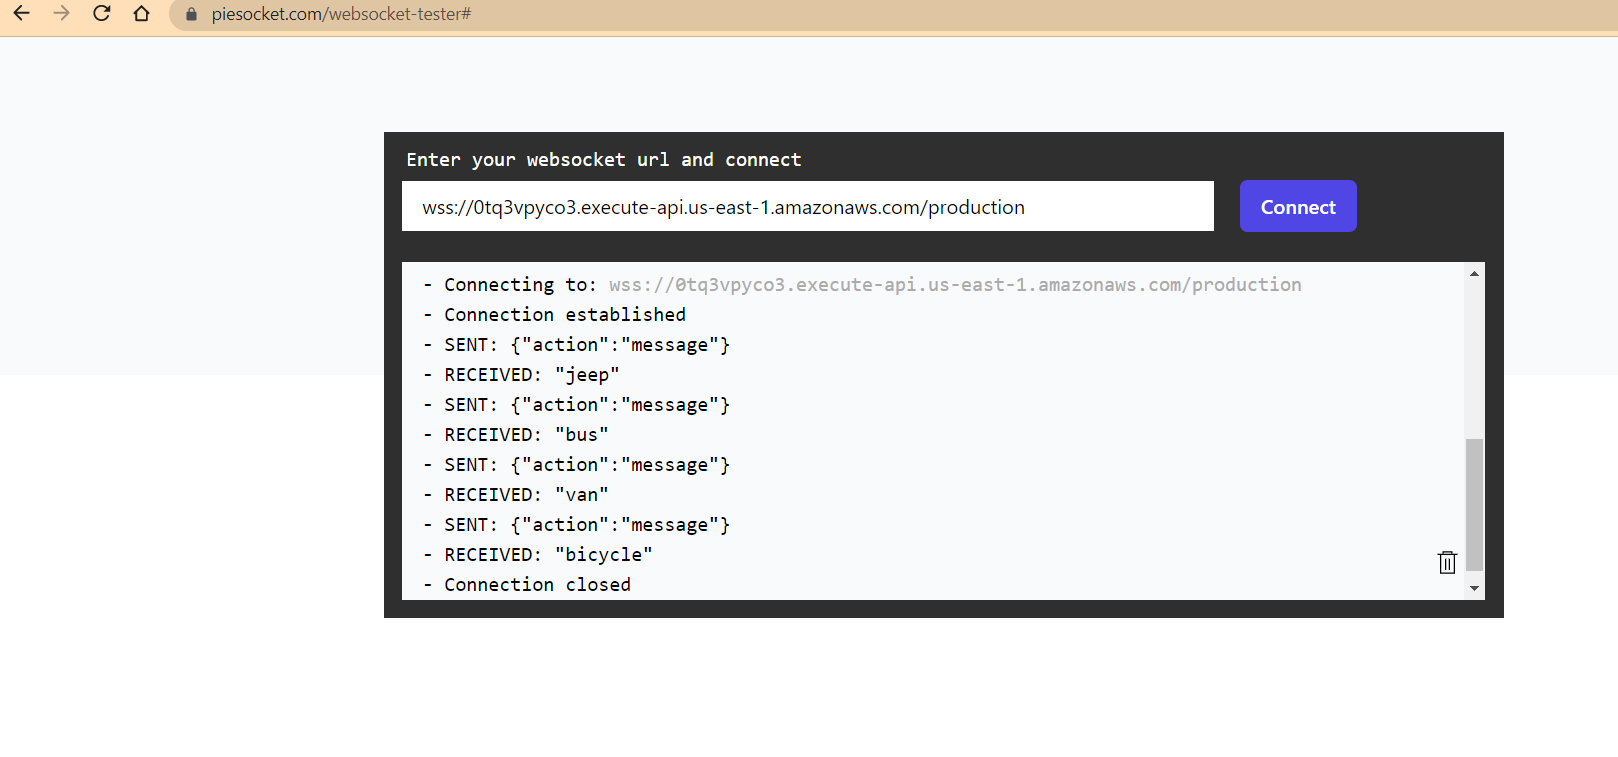 piesocket.com/websocket-tester#
Enter your websocket url and connect
wss://0tq3vpyco3.execute-api.us-east-1.amazonaws.com/production
Connect
- Connecting to: wss://0tq3vpyco3.execute-api.us-east-1.amazonaws.com/production
- Connection established
- SENT: {"action":"message"}
- RECEIVED: "jeep"
- SENT: {"action":"message"}
- RECEIVED: "bus"
- SENT: {"action":"message"}
- RECEIVED: "van"
- SENT: {"action":"message"}
- RECEIVED: "bicycle"
- Connection closed